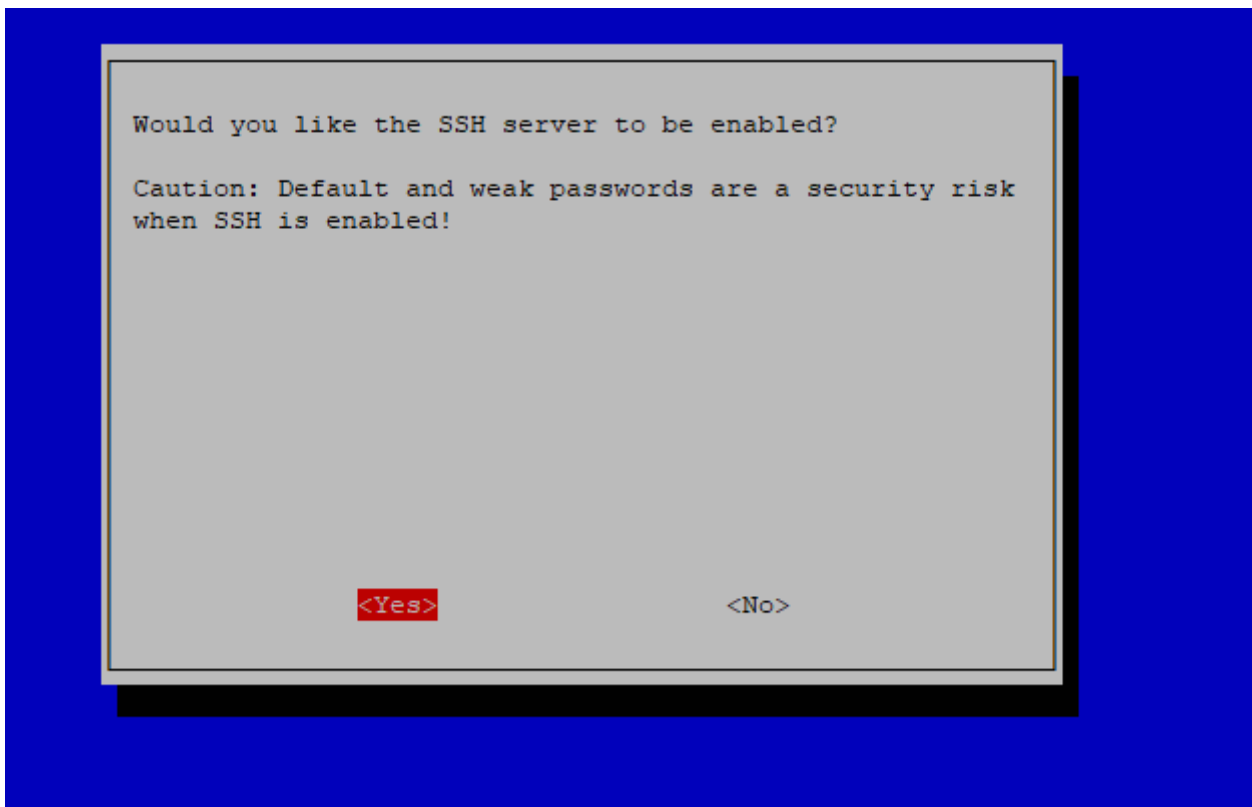 Would you like the SSH server to be enabled?
Caution: Default and weak passwords are a security risk
when SSH is enabled!
<Yes> <No>